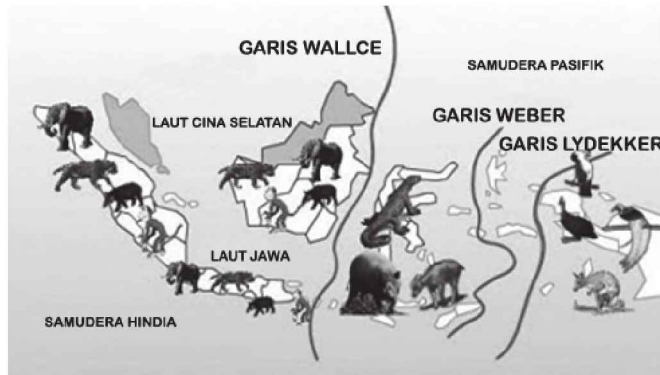 GARIS WALLCE
SAMUDERA PASIFIK
GARIS WEBER
LAUT CINA SELATAN
GARIS LYDEKKER
LAUT JAWA
SAMUDERA HINDIA